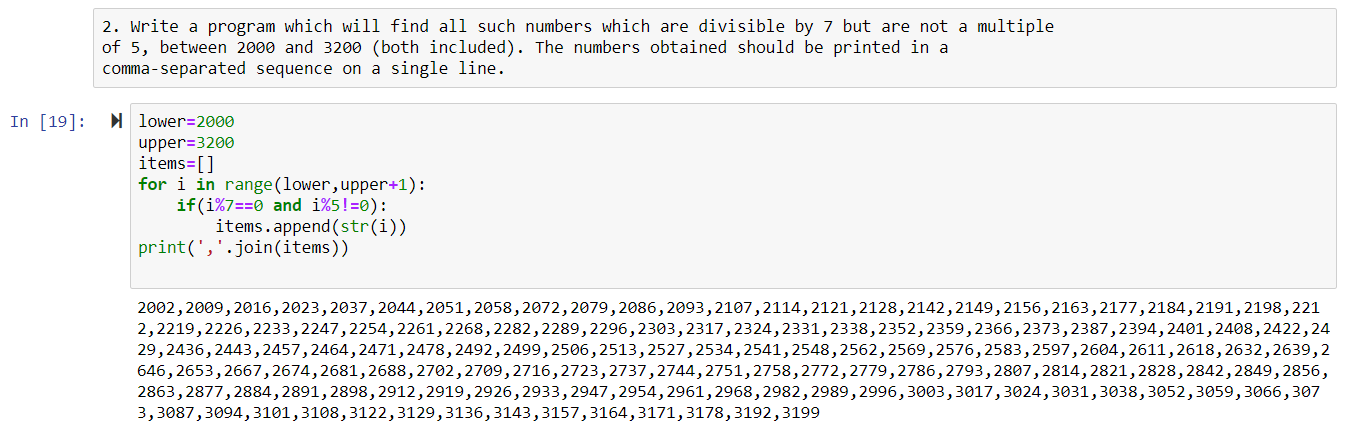 2. Write a program which will find all such numbers which are divisible by 7 but are not a multiple
of 5, between 2000 and 3200 (both included). The numbers obtained should be printed in a
comma-separated sequence on a single line.
In [19]:
lower=2000
upper=3200
items=[]
for i in range(lower,upper+1):
    if(i%7==0 and i%5!=0):
        items.append(str(i))
print(','.join(items))
2002,2009,2016,2023,2037,2044,2051,2058,2072,2079,2086,2093,2107,2114,2121,2128,2142,2149,2156,2163,2177,2184,2191,2198,221
2,2219,2226,2233,2247,2254,2261,2268,2282,2289,2296,2303,2317,2324,2331,2338,2352,2359,2366,2373,2387,2394,2401,2408,2422,24
29,2436,2443,2457,2464,2471,2478,2492,2499,2506,2513,2527,2534,2541,2548,2562,2569,2576,2583,2597,2604,2611,2618,2632,2639,2
646,2653,2667,2674,2681,2688,2702,2709,2716,2723,2737,2744,2751,2758,2772,2779,2786,2793,2807,2814,2821,2828,2842,2849,2856,
2863,2877,2884,2891,2898,2912,2919,2926,2933,2947,2954,2961,2968,2982,2989,2996,3003,3017,3024,3031,3038,3052,3059,3066,307
3,3087,3094,3101,3108,3122,3129,3136,3143,3157,3164,3171,3178,3192,3199